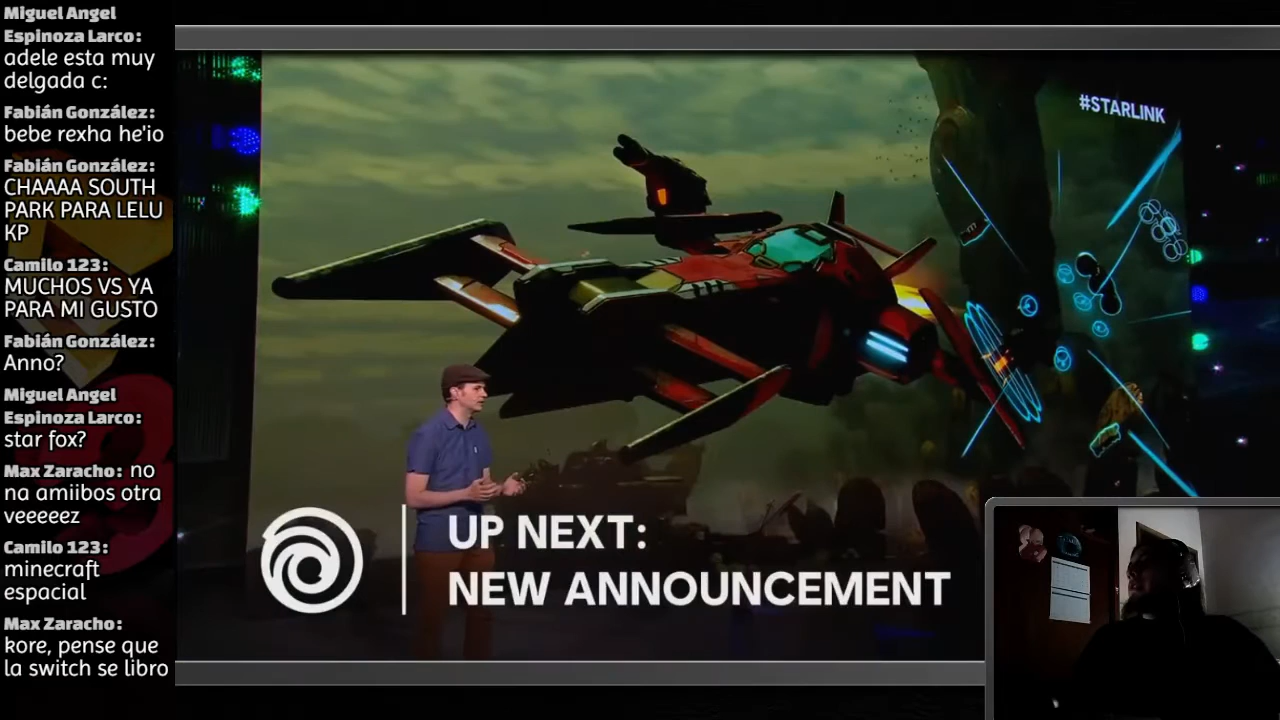 Miguel Angel
Espinoza Larco:
adele esta muy
delgada c:
Fabián González:
bebe rexha he'io
Fabián González:
CHAAAA SOUTH
PARK PARA LELU
KP
Camilo 123:
MUCHOS VS YA
PARA MI GUSTO
Fabián González:
Anno?
Miguel Angel
Espinoza Larco:
star fox?
Max Zaracho: no
na amiibos otra
veeeeez
Camilo 123:
minecraft
espacial
Max Zaracho:
kore, pense que
la switch se libro
#STARLINK
UP NEXT:
NEW ANNOUNCEMENT